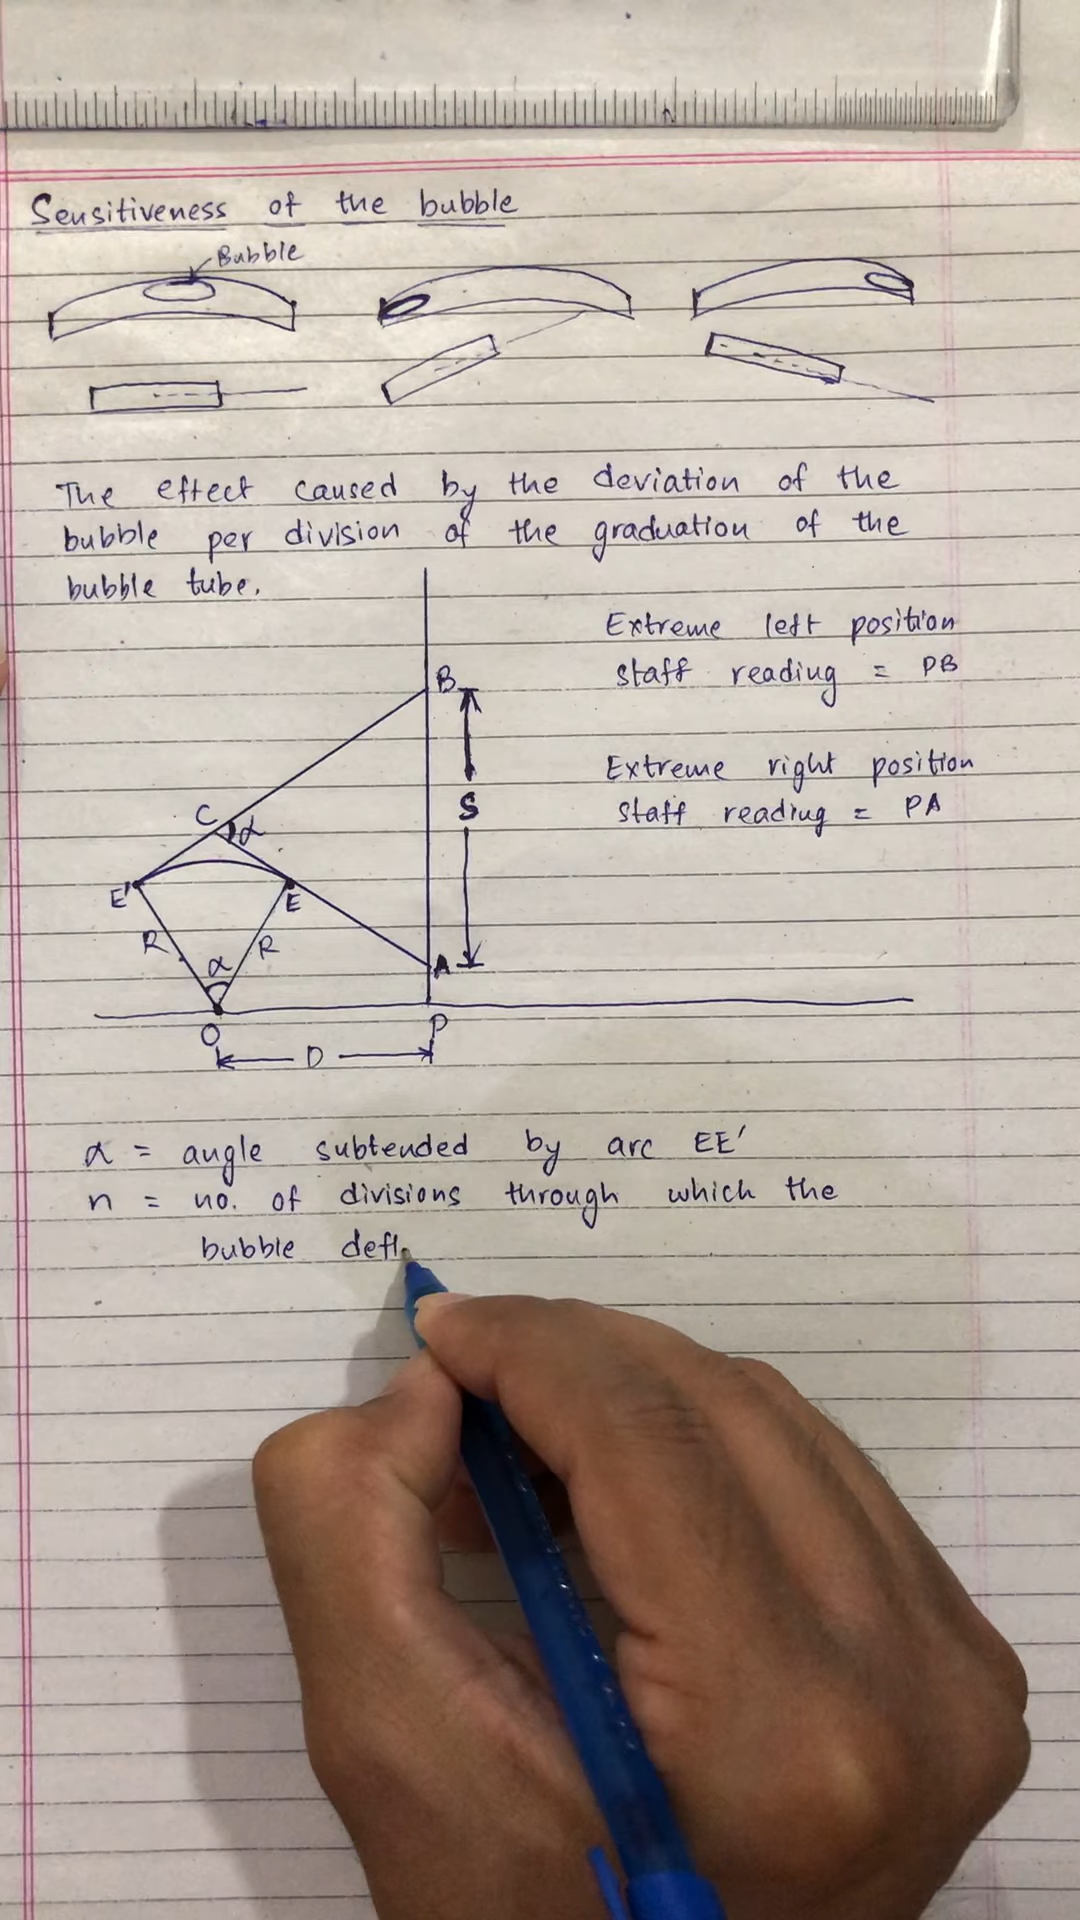 Sensitiveness of the bubble
Bubble
The effect caused by the deviation of the
bubble per division of the graduation of the
bubble tube.
Extreme left position
staff reading = PB
Extreme right position
staff reading = PA
B
S
C
α
E'
E
R
R
α
A
O
P
D
α = angle subtended by arc EE'
n = no. of divisions through which the
bubble defl